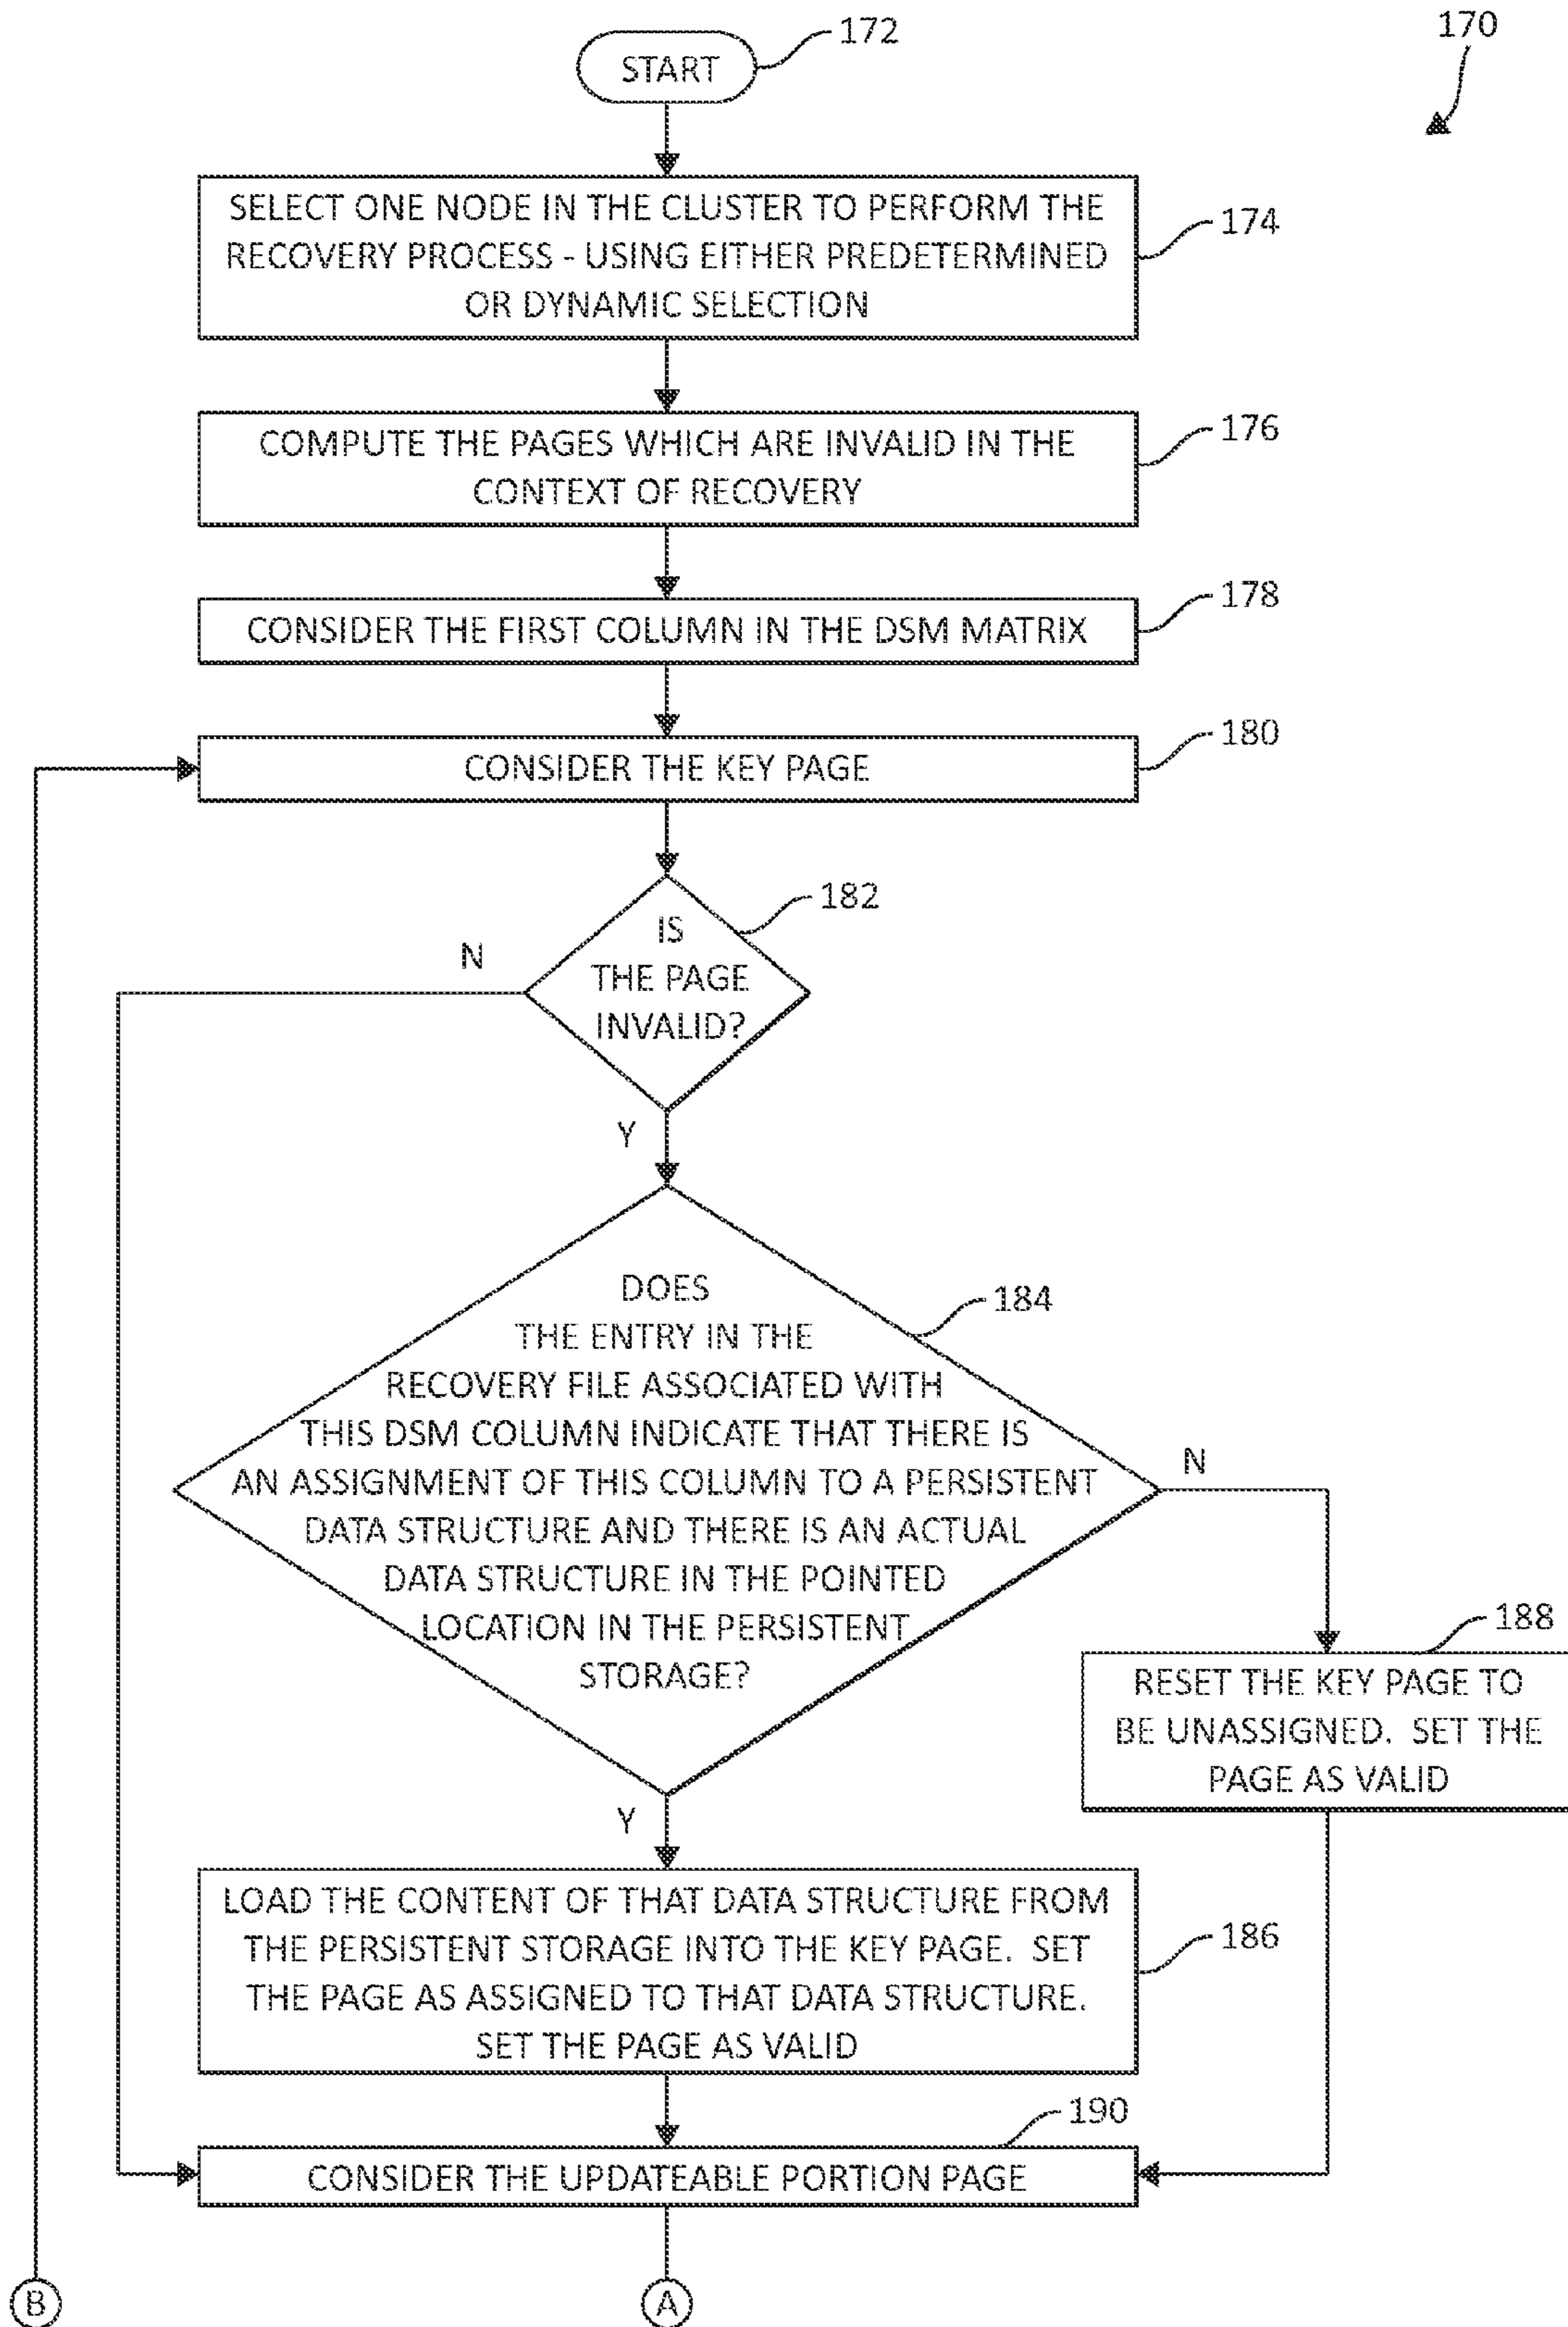 170
START
172
SELECT ONE NODE IN THE CLUSTER TO PERFORM THE
RECOVERY PROCESS - USING EITHER PREDETERMINED
OR DYNAMIC SELECTION
174
COMPUTE THE PAGES WHICH ARE INVALID IN THE
CONTEXT OF RECOVERY
176
CONSIDER THE FIRST COLUMN IN THE DSM MATRIX
178
CONSIDER THE KEY PAGE
180
IS
THE PAGE
INVALID?
182
N
Y
DOES
THE ENTRY IN THE
RECOVERY FILE ASSOCIATED WITH
THIS DSM COLUMN INDICATE THAT THERE IS
AN ASSIGNMENT OF THIS COLUMN TO A PERSISTENT
DATA STRUCTURE AND THERE IS AN ACTUAL
DATA STRUCTURE IN THE POINTED
LOCATION IN THE PERSISTENT
STORAGE?
184
N
Y
188
RESET THE KEY PAGE TO
BE UNASSIGNED. SET THE
PAGE AS VALID
LOAD THE CONTENT OF THAT DATA STRUCTURE FROM
THE PERSISTENT STORAGE INTO THE KEY PAGE. SET
THE PAGE AS ASSIGNED TO THAT DATA STRUCTURE.
SET THE PAGE AS VALID
186
190
CONSIDER THE UPDATEABLE PORTION PAGE
B
A